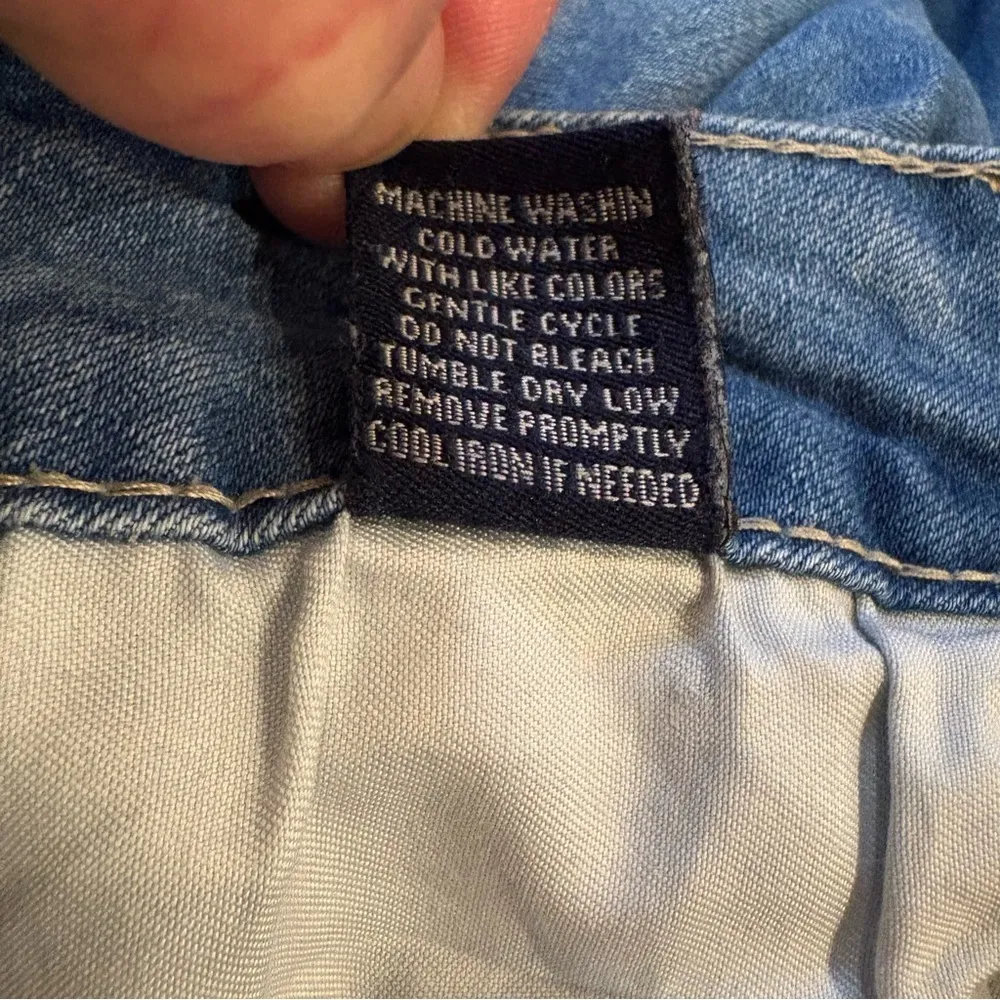 MACHINE WASHIN
COLD WATER
WITH LIKE COLORS
GENTLE CYCLE
DO NOT BLEACH
TUMBLE DRY LOW
REMOVE PROMPTLY
COOL IRON IF NEEDED